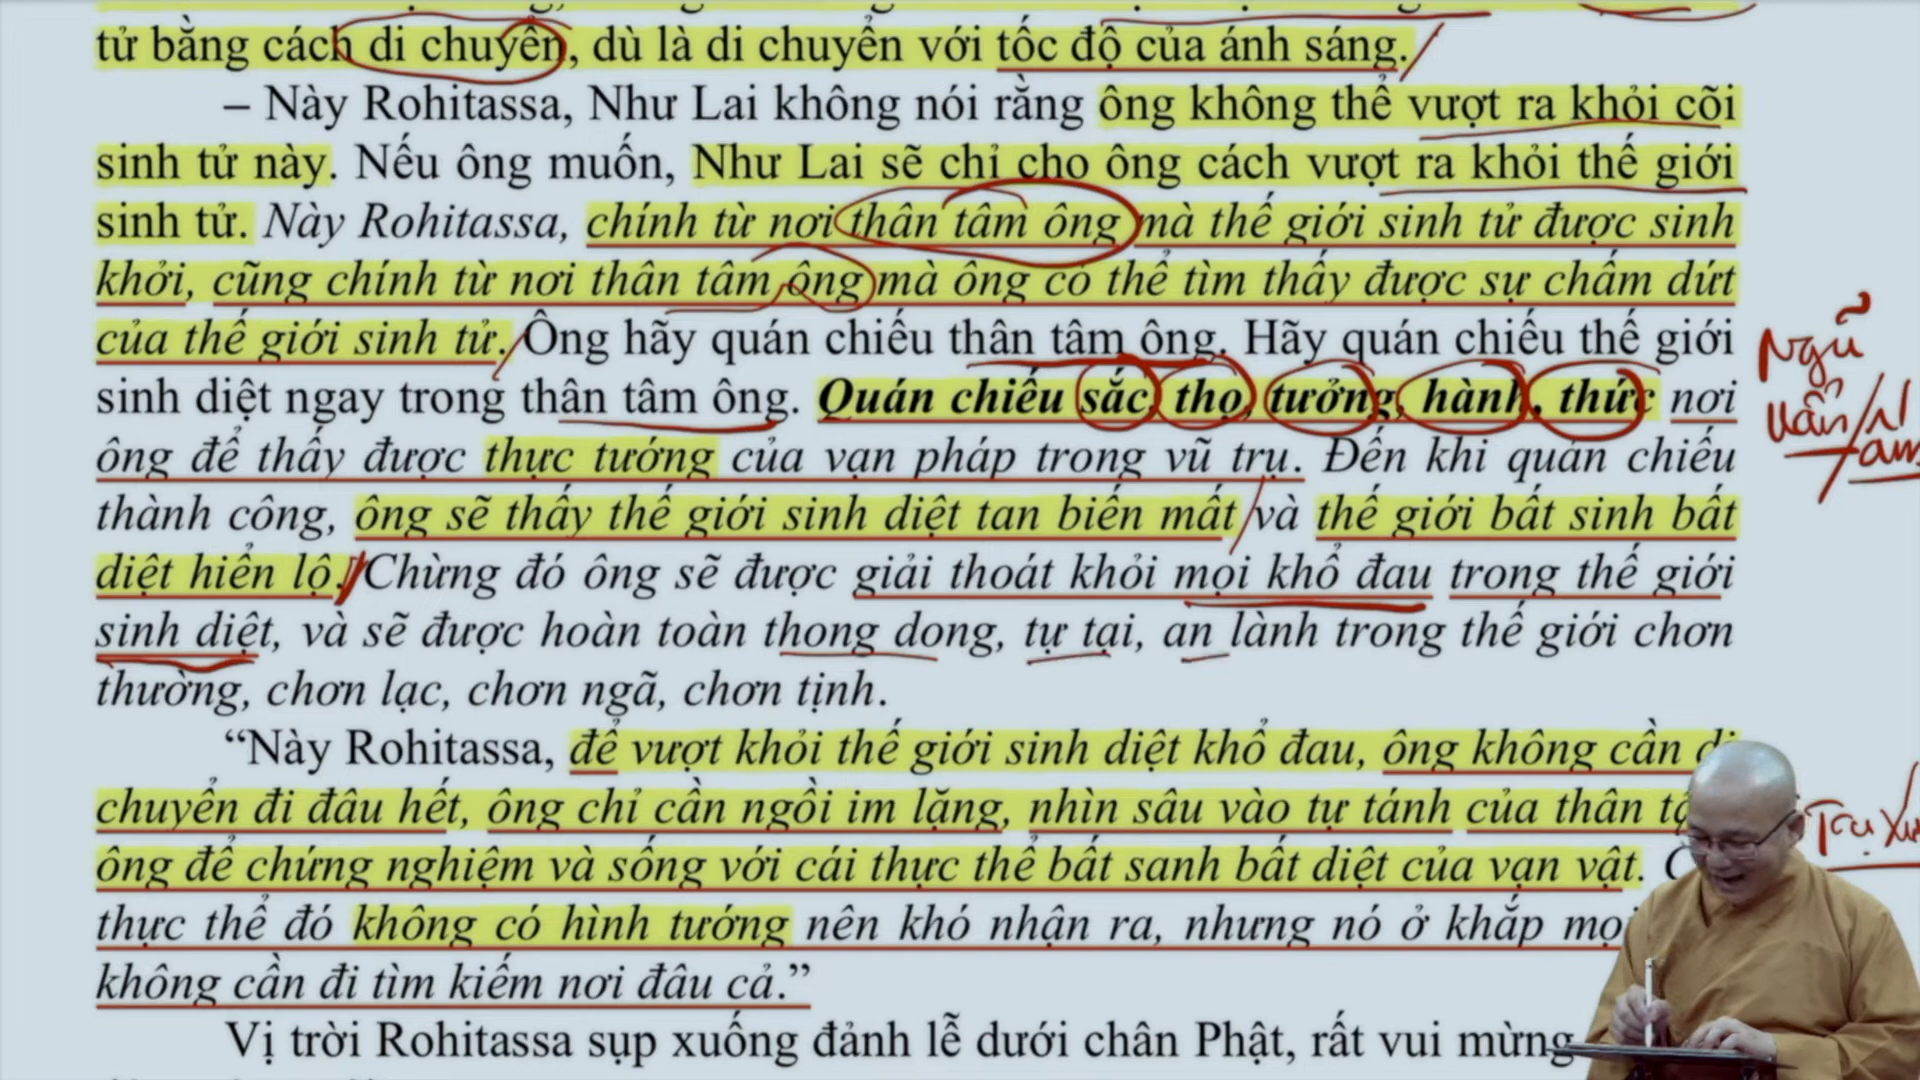 tử bằng cách di chuyển, dù là di chuyển với tốc độ của ánh sáng.
– Này Rohitassa, Như Lai không nói rằng ông không thể vượt ra khỏi cõi
sinh tử này. Nếu ông muốn, Như Lai sẽ chỉ cho ông cách vượt ra khỏi thế giới
sinh tử. Này Rohitassa, chính từ nơi thân tâm ông mà thế giới sinh tử được sinh
khởi, cũng chính từ nơi thân tâm ông mà ông có thể tìm thấy được sự chấm dứt
của thế giới sinh tử. Ông hãy quán chiếu thân tâm ông. Hãy quán chiếu thế giới
sinh diệt ngay trong thân tâm ông. Quán chiếu sắc, thọ, tưởng, hành, thức nơi
ông để thấy được thực tướng của vạn pháp trong vũ trụ. Đến khi quán chiếu
thành công, ông sẽ thấy thế giới sinh diệt tan biến mất và thế giới bất sinh bất
diệt hiển lộ. Chừng đó ông sẽ được giải thoát khỏi mọi khổ đau trong thế giới
sinh diệt, và sẽ được hoàn toàn thong dong, tự tại, an lành trong thế giới chơn
thường, chơn lạc, chơn ngã, chơn tịnh.
“Này Rohitassa, để vượt khỏi thế giới sinh diệt khổ đau, ông không cần di
chuyển đi đâu hết, ông chỉ cần ngồi im lặng, nhìn sâu vào tự tánh của thân
ông để chứng nghiệm và sống với cái thực thể bất sanh bất diệt của vạn vật.
thực thể đó không có hình tướng nên khó nhận ra, nhưng nó ở khắp
không cần đi tìm kiếm nơi đâu cả.”
Vị trời Rohitassa sụp xuống đảnh lễ dưới chân Phật, rất vui mừng
Ngũ
uẩn